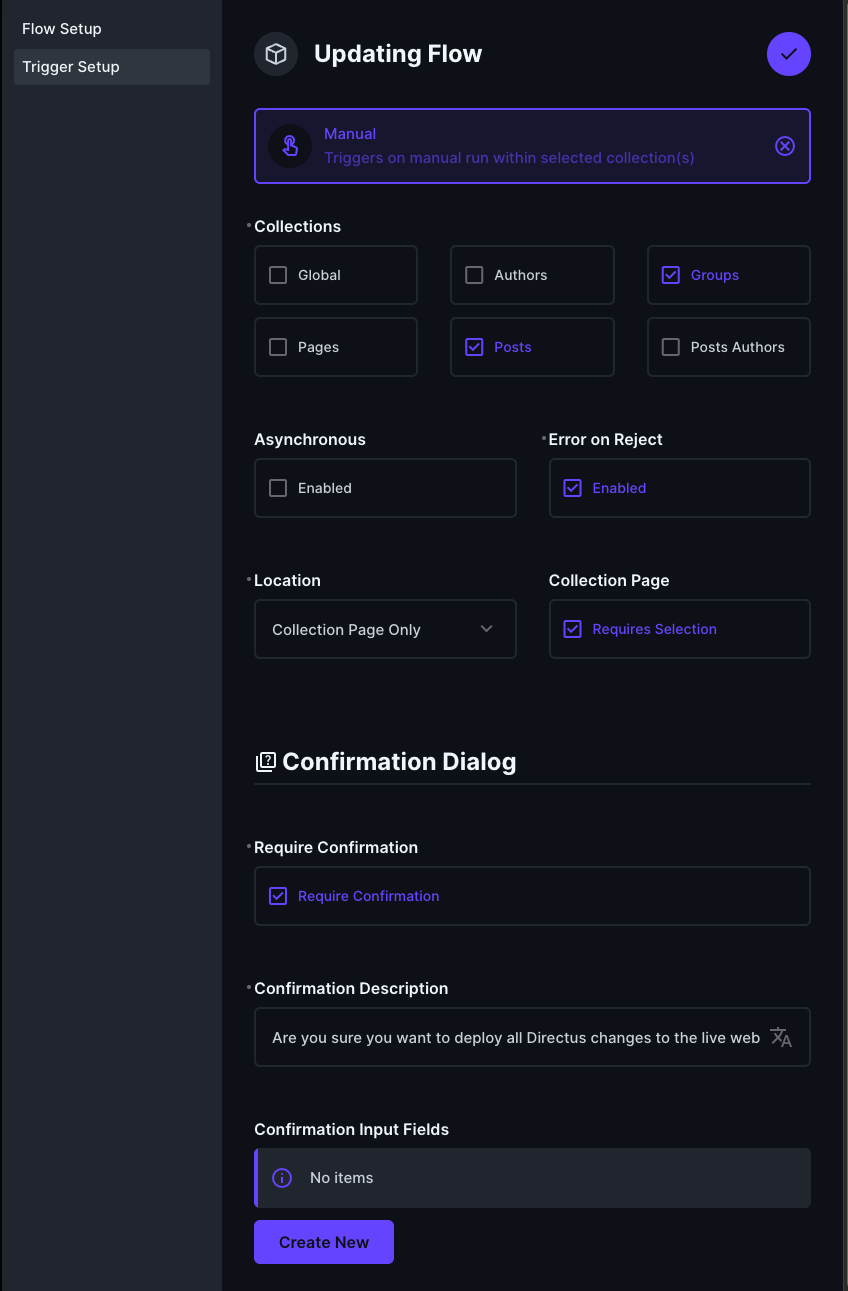 Flow Setup
Trigger Setup
Updating Flow
Manual
Triggers on manual run within selected collection(s)
Collections
Global
Authors
Groups
Pages
Posts
Posts Authors
Asynchronous
Error on Reject
Enabled
Enabled
Location
Collection Page
Collection Page Only
Requires Selection
Confirmation Dialog
Require Confirmation
Require Confirmation
Confirmation Description
Are you sure you want to deploy all Directus changes to the live web
Confirmation Input Fields
No items
Create New